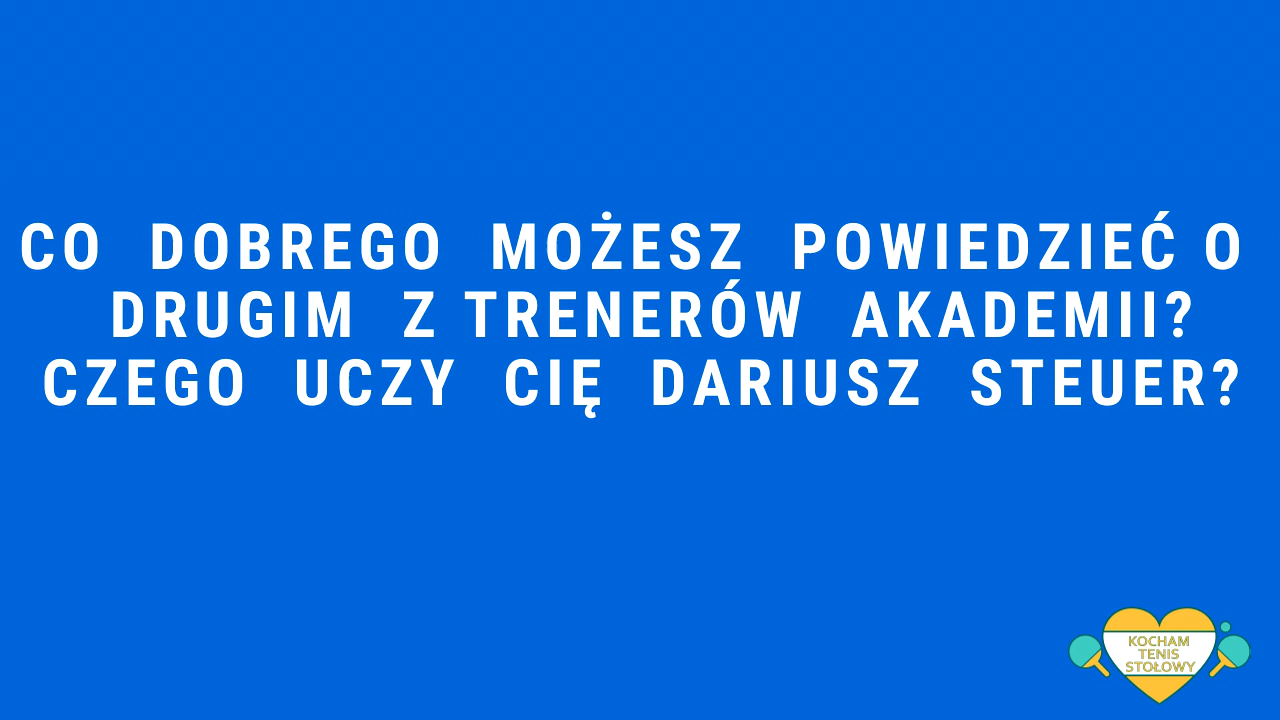 CO DOBREGO MOŻESZ POWIEDZIEĆ O
DRUGIM Z TRENERÓW AKADEMII?
CZEGO UCZY CIĘ DARIUSZ STEUER?
KOCHAM
TENIS
STOŁOWY